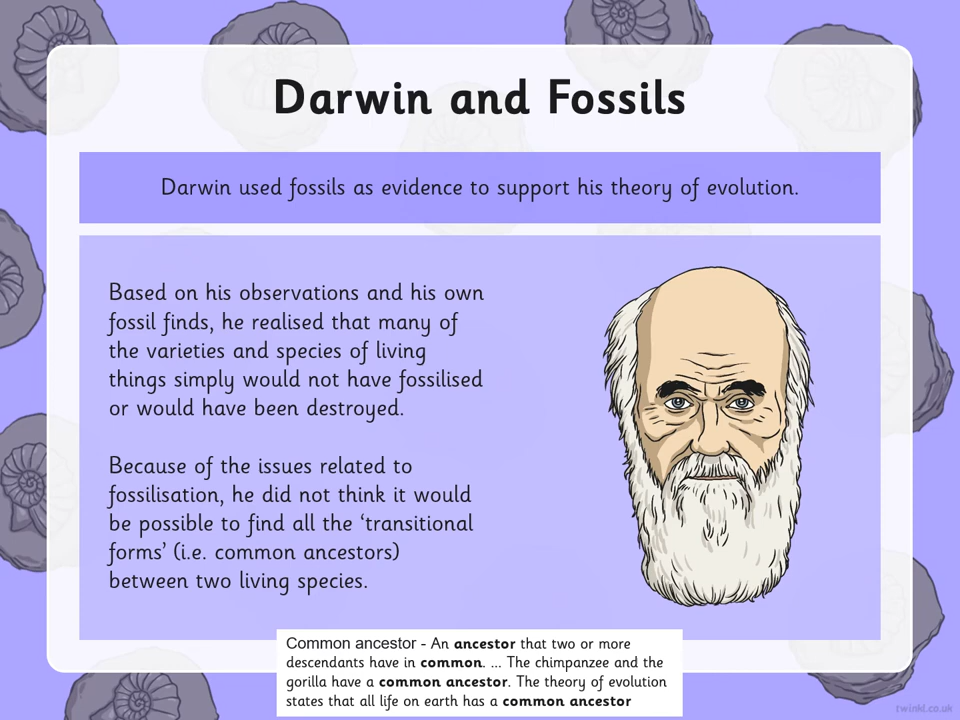 Darwin and Fossils
Darwin used fossils as evidence to support his theory of evolution.
Based on his observations and his own
fossil finds, he realised that many of
the varieties and species of living
things simply would not have fossilised
or would have been destroyed.
Because of the issues related to
fossilisation, he did not think it would
be possible to find all the ‘transitional
forms’ (i.e. common ancestors)
between two living species.
Common ancestor - An ancestor that two or more
descendants have in common. ... The chimpanzee and the
gorilla have a common ancestor. The theory of evolution
states that all life on earth has a common ancestor
twinkl.co.uk